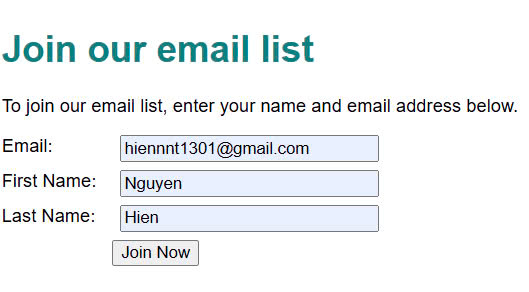 Join our email list
To join our email list, enter your name and email address below.
Email: hiennnt1301@gmail.com
First Name: Nguyen
Last Name: Hien
Join Now